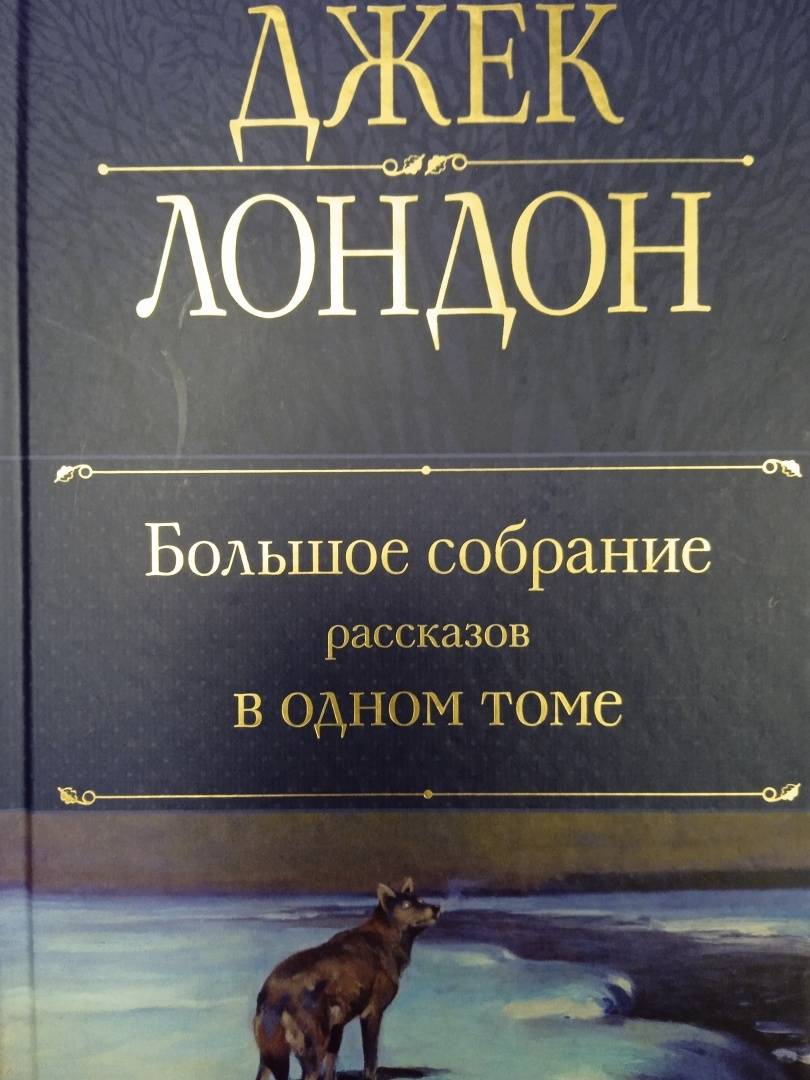 ДЖЕК
ЛОНДОН
Большое собрание
рассказов
в одном томе